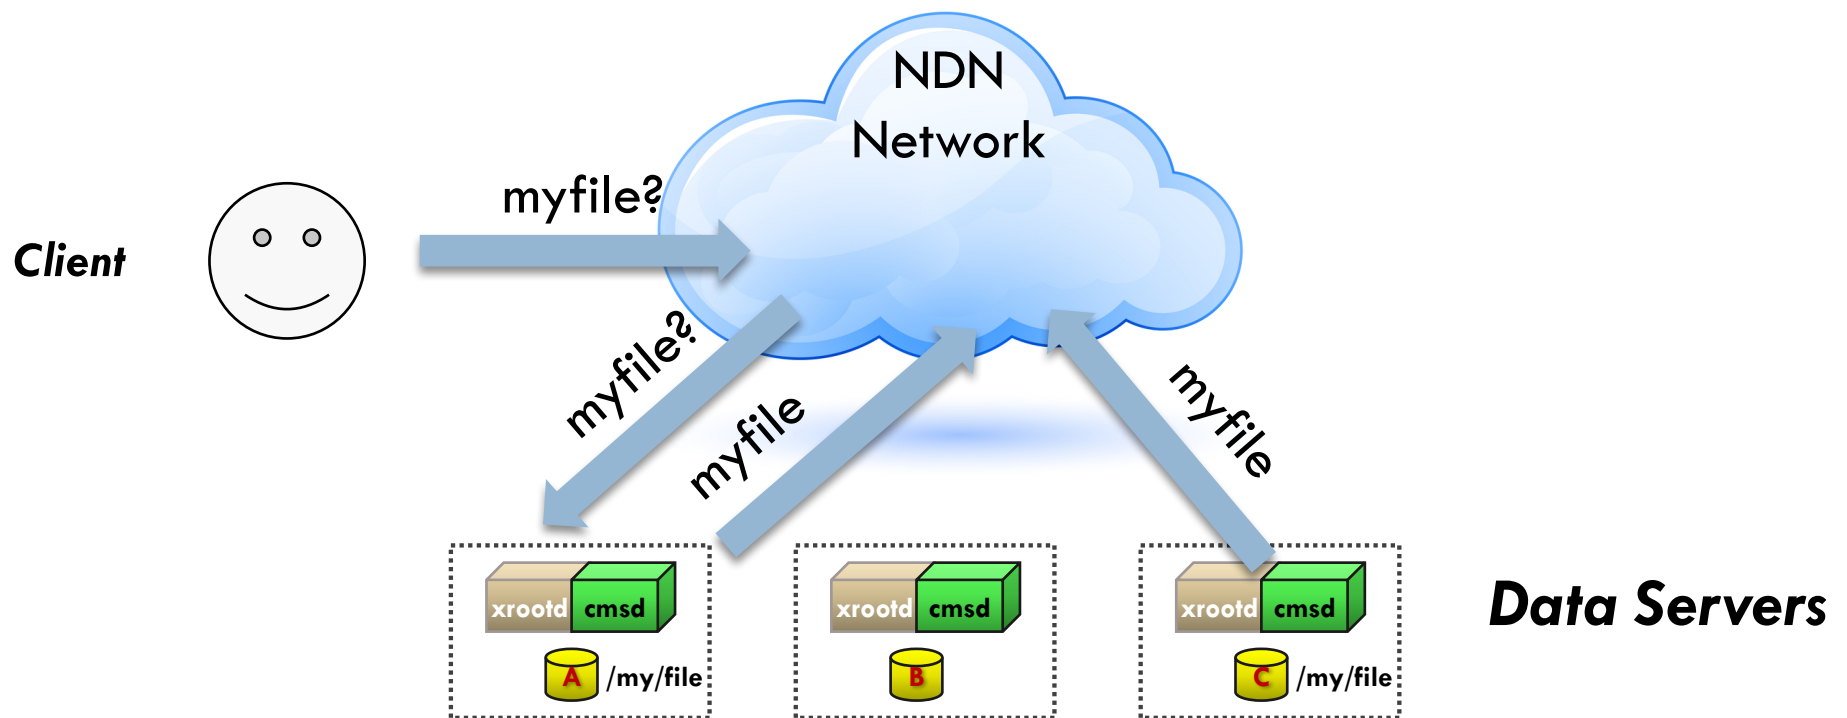 NDN
Network
myfile?
Client
myfile?
myfile
myfile
xrootd cmsd
xrootd cmsd
xrootd cmsd
Data Servers
A /my/file
B
C /my/file